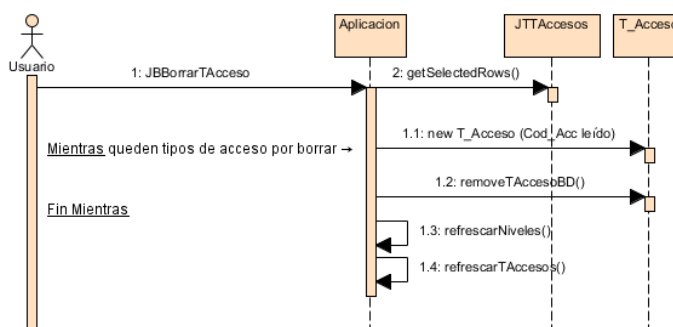 Aplicacion
JTTAccesos
T_Acceso
Usuario
1: JBBorrarTAcceso
2: getSelectedRows()
1.1: new T_Acceso (Cod_Acc leído)
Mientras queden tipos de acceso por borrar →
1.2: removeTAccesoBD()
Fin Mientras
1.3: refrescarNiveles()
1.4: refrescarTAccesos()